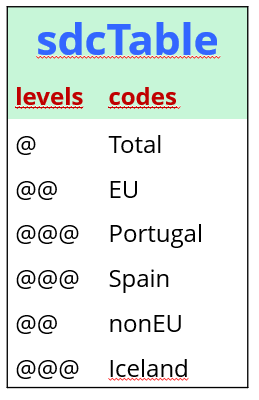 sdcTable
levels codes
@ Total
@@ EU
@@@ Portugal
@@@ Spain
@@ nonEU
@@@ Iceland